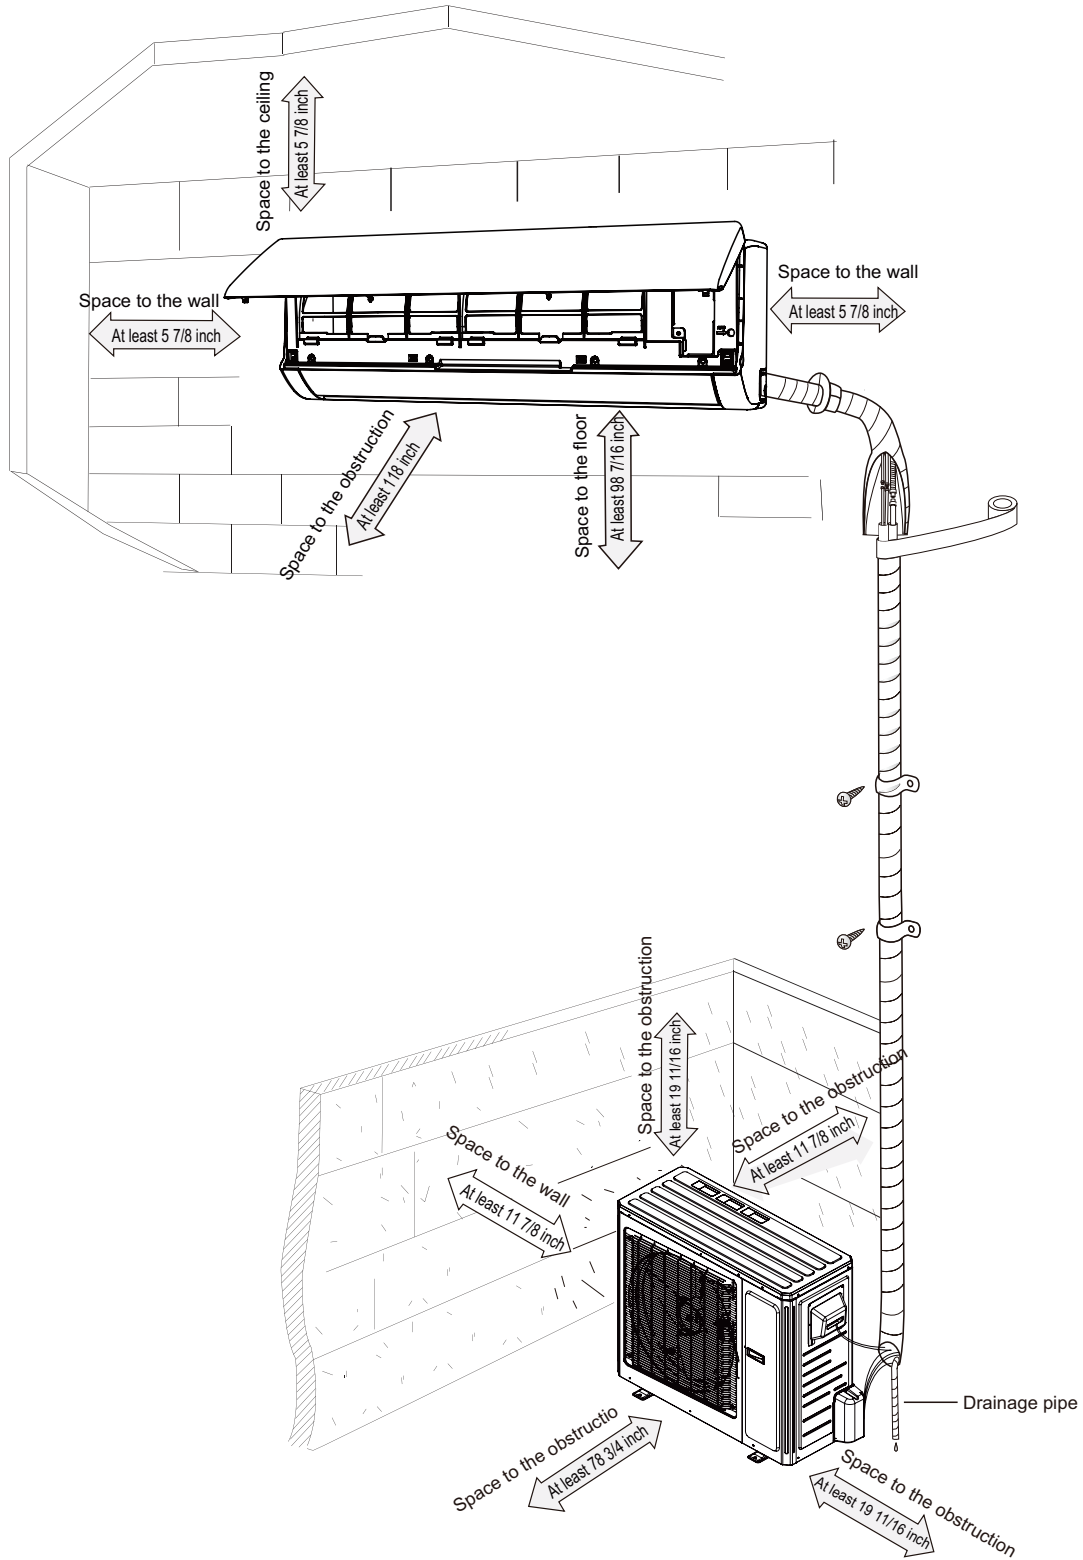 Space to the ceiling
At least 5 7/8 inch
Space to the wall
At least 5 7/8 inch
Space to the wall
At least 5 7/8 inch
Space to the obstruction
At least 118 inch
Space to the floor
At least 98 7/16 inch
Space to the obstruction
At least 19 11/16 inch
Space to the obstruction
At least 11 7/8 inch
Space to the wall
At least 11 7/8 inch
Drainage pipe
Space to the obstructio
At least 78 3/4 inch
Space to the obstruction
At least 19 11/16 inch